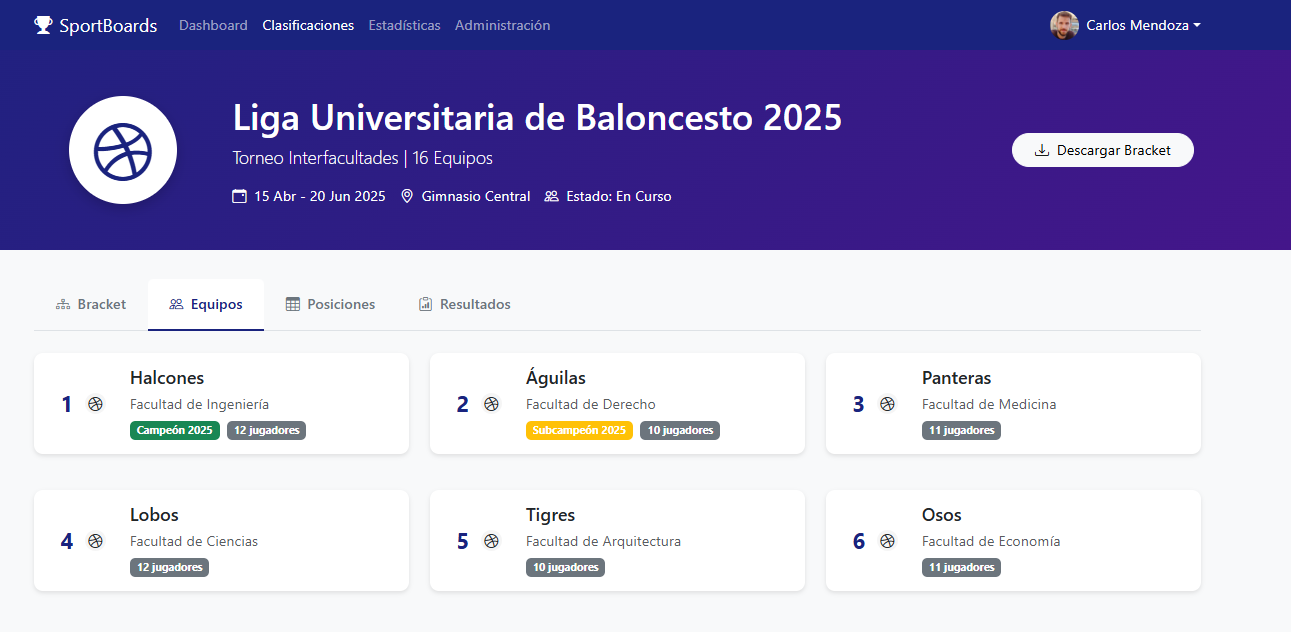 SportBoards Dashboard Clasificaciones Estadísticas Administración Carlos Mendoza
Liga Universitaria de Baloncesto 2025
Torneo Interfacultades | 16 Equipos
15 Abr - 20 Jun 2025 Gimnasio Central Estado: En Curso
Descargar Bracket
Bracket Equipos Posiciones Resultados
1
Halcones
Facultad de Ingeniería
Campeón 2025 12 jugadores
2
Águilas
Facultad de Derecho
Subcampeón 2025 10 jugadores
3
Panteras
Facultad de Medicina
11 jugadores
4
Lobos
Facultad de Ciencias
12 jugadores
5
Tigres
Facultad de Arquitectura
10 jugadores
6
Osos
Facultad de Economía
11 jugadores